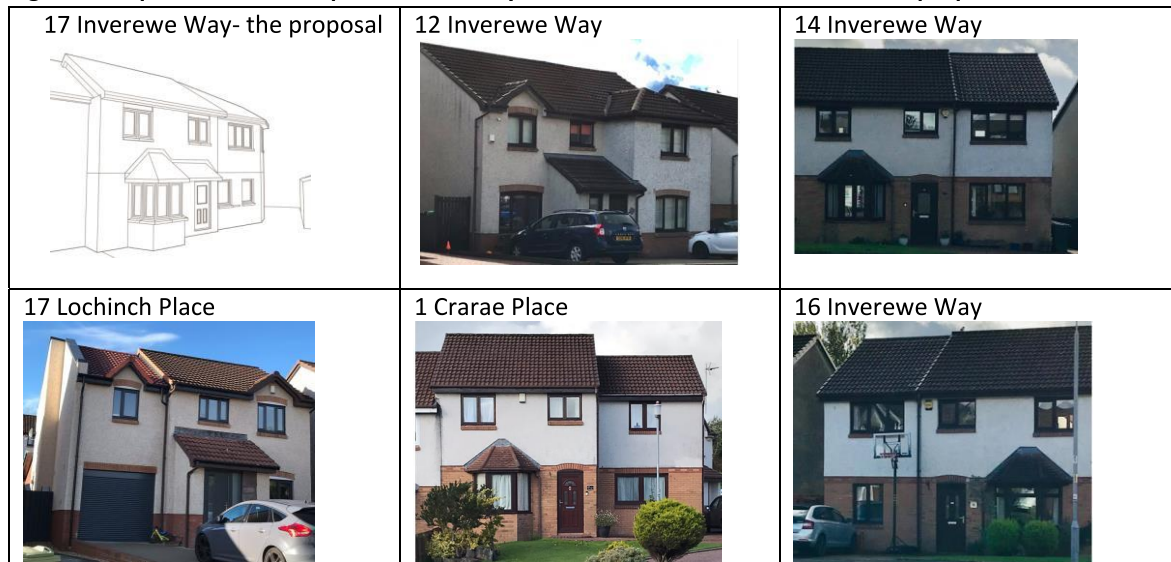 17 Inverewe Way- the proposal
12 Inverewe Way
14 Inverewe Way
17 Lochinch Place
1 Crarae Place
16 Inverewe Way